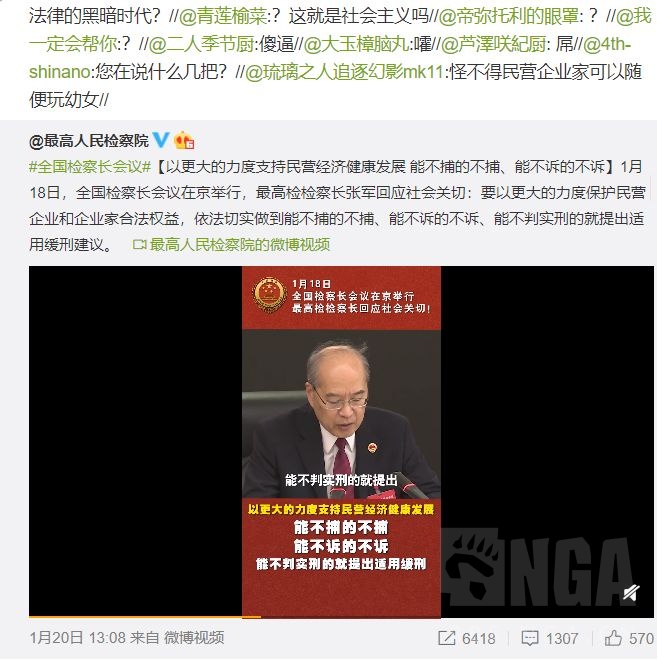 法律的黑暗时代？//@青莲榆菜:？这就是社会主义吗//@帝弥托利的眼罩:？//@我
一定会帮你:？//@二人季节厨:傻逼//@大玉樟脑丸:嚯//@芦澤咲紀厨: 屌//@4th-
shinano:您在说什么几把？//@琉璃之人追逐幻影mk11:怪不得民营企业家可以随
便玩幼女//
@最高人民检察院
#全国检察长会议#【以更大的力度支持民营经济健康发展 能不捕的不捕、能不诉的不诉】1月
18日，全国检察长会议在京举行，最高检检察长张军回应社会关切：要以更大的力度保护民营
企业和企业家合法权益，依法切实做到能不捕的不捕、能不诉的不诉、能不判实刑的就提出适
用缓刑建议。 最高人民检察院的微博视频
1月18日
全国检察长会议在京举行
最高检检察长回应社会关切！
能不判实刑的就提出
以更大的力度支持民营经济健康发展
能不捕的不捕
能不诉的不诉
能不判实刑的就提出适用缓刑
NGA
1月20日 13:08 来自 微博视频 6418 1307 570